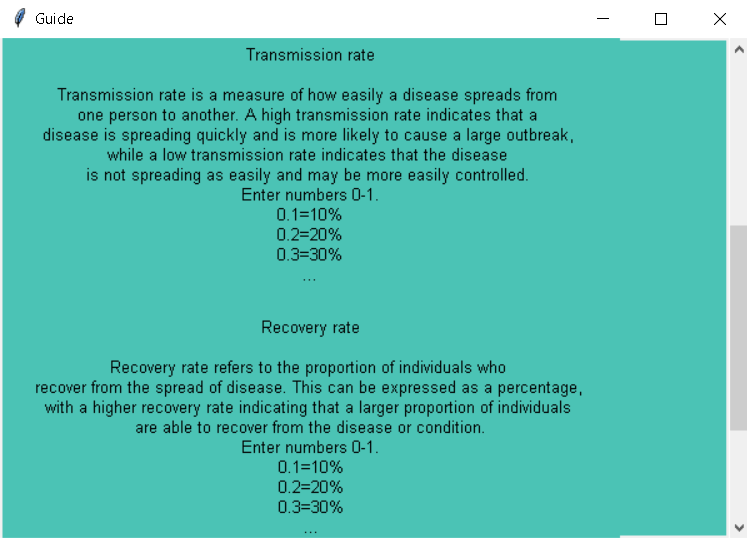 Guide
Transmission rate
Transmission rate is a measure of how easily a disease spreads from
one person to another. A high transmission rate indicates that a
disease is spreading quickly and is more likely to cause a large outbreak,
while a low transmission rate indicates that the disease
is not spreading as easily and may be more easily controlled.
Enter numbers 0-1.
0.1=10%
0.2=20%
0.3=30%
...
Recovery rate
Recovery rate refers to the proportion of individuals who
recover from the spread of disease. This can be expressed as a percentage,
with a higher recovery rate indicating that a larger proportion of individuals
are able to recover from the disease or condition.
Enter numbers 0-1.
0.1=10%
0.2=20%
0.3=30%
...